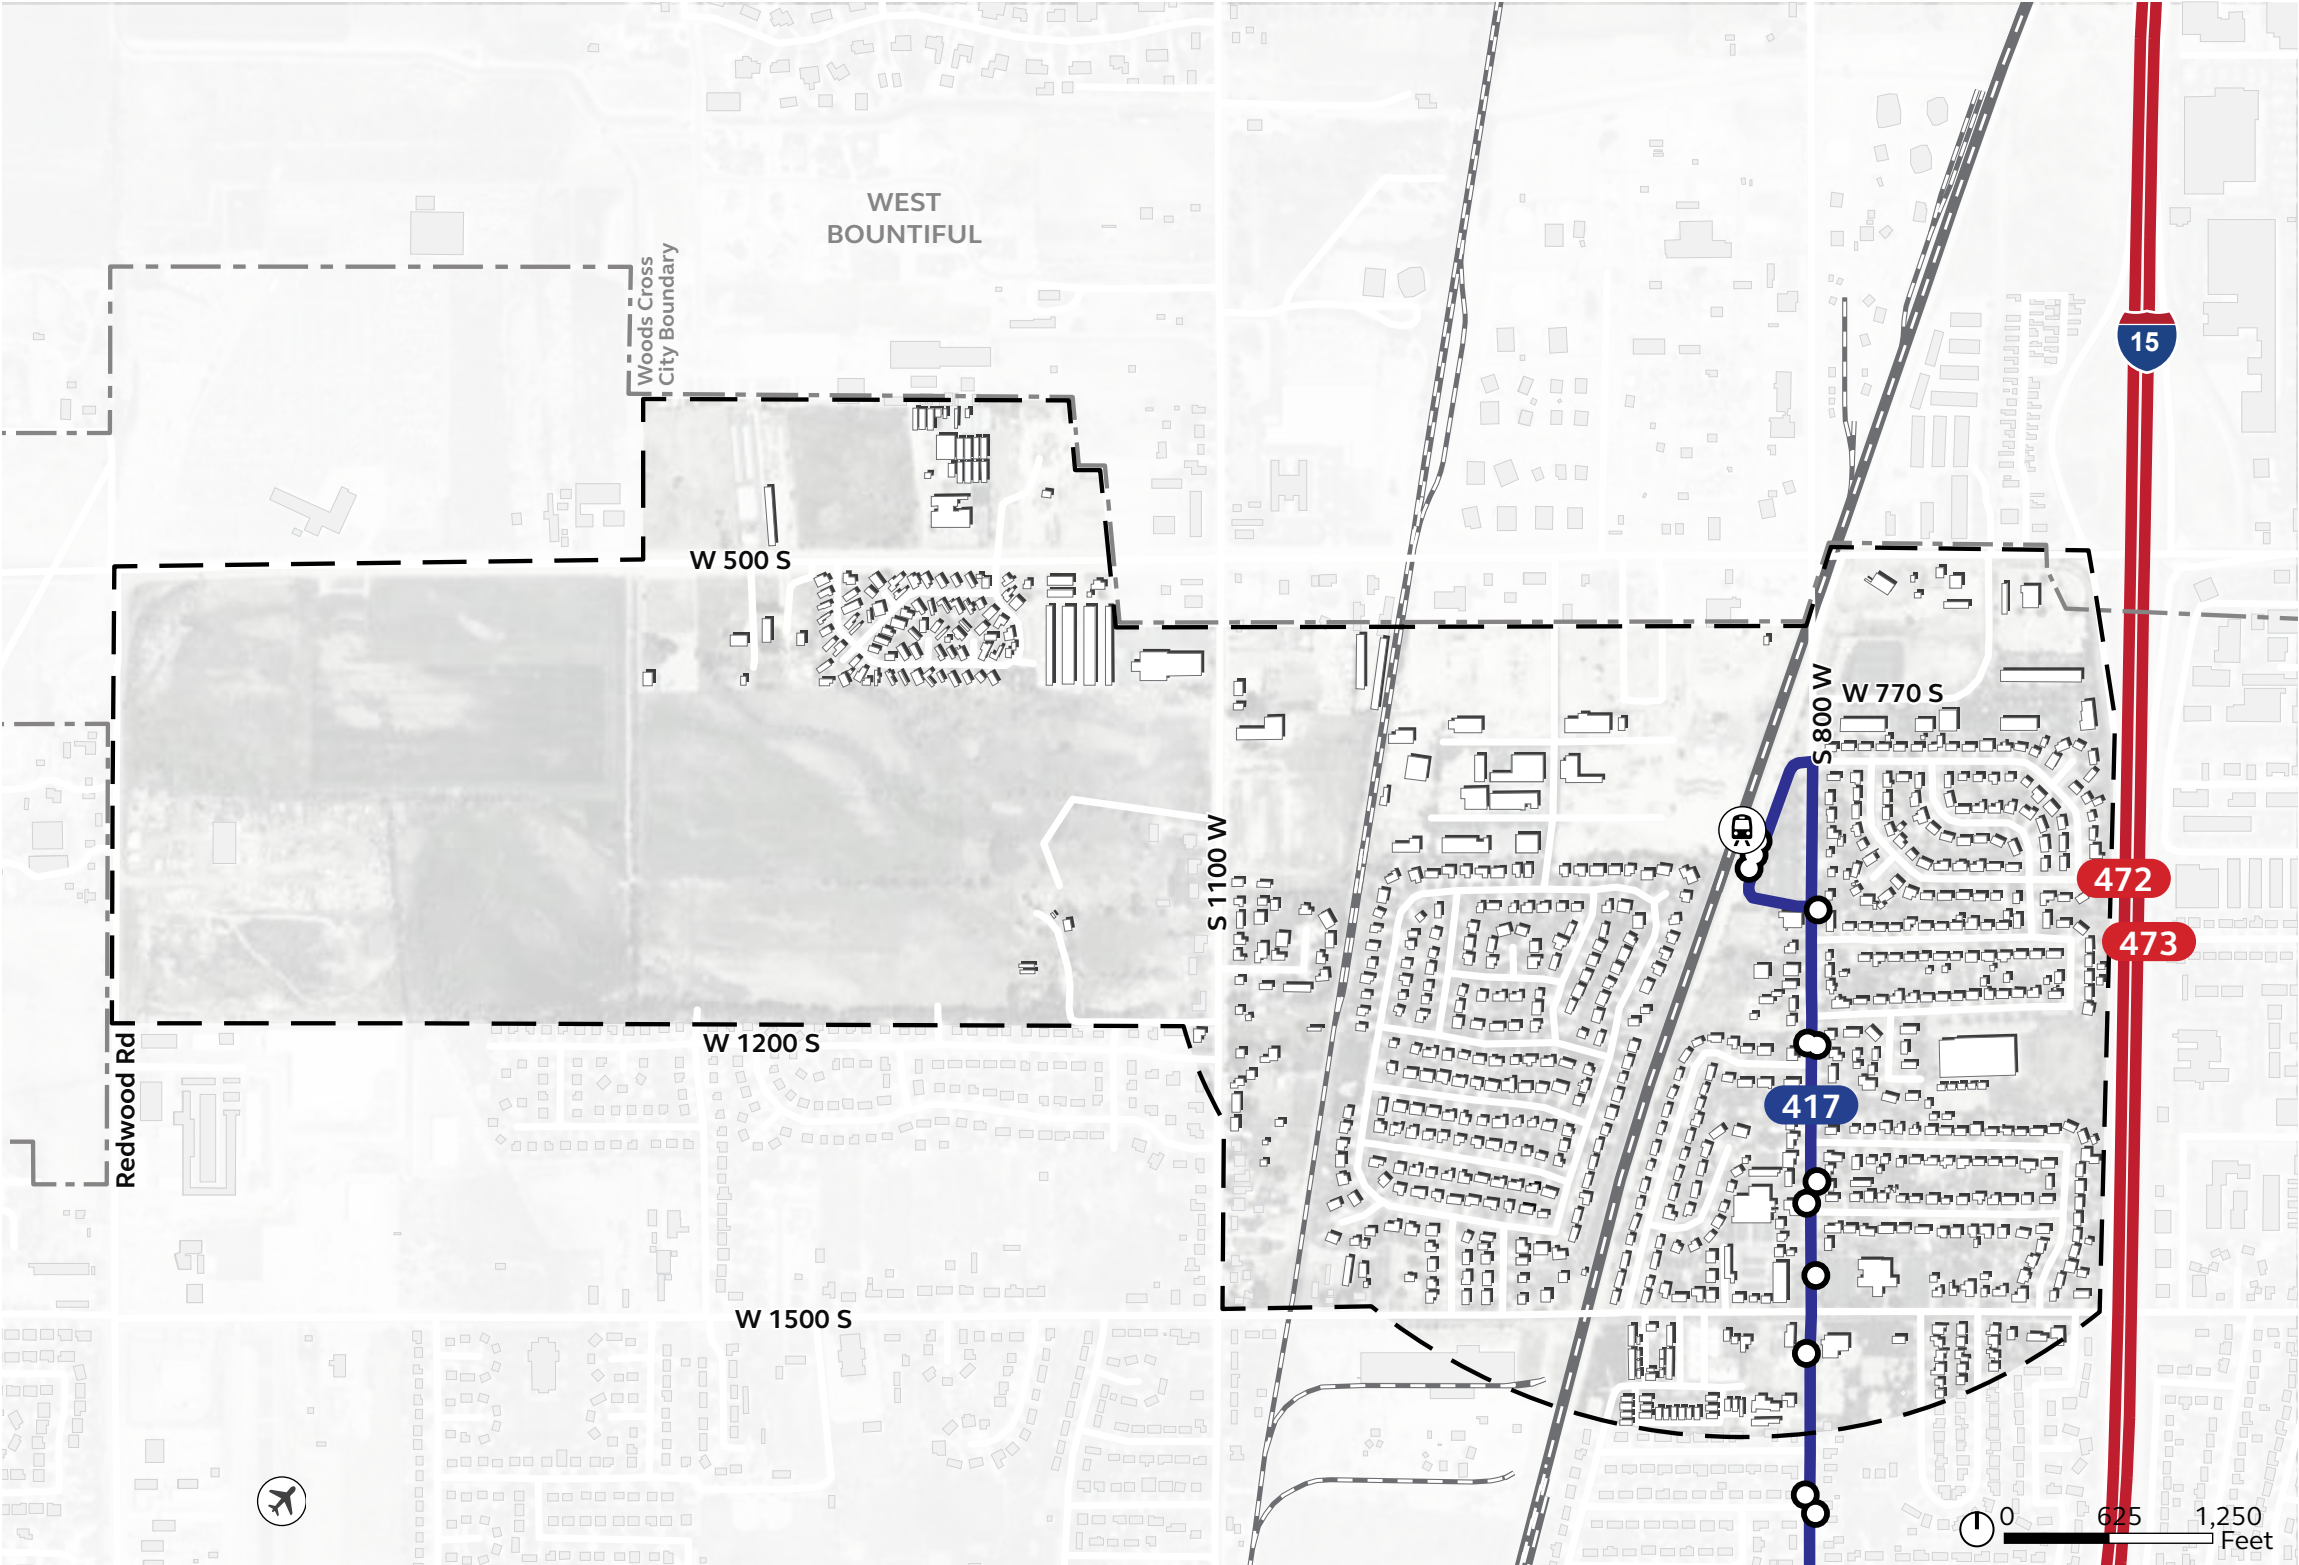 WEST
BOUNTIFUL
Woods Cross
City Boundary
15
W 500 S
S 800 W
W 770 S
S 1100 W
472
473
Redwood Rd
W 1200 S
417
W 1500 S
0 625 1,250
Feet